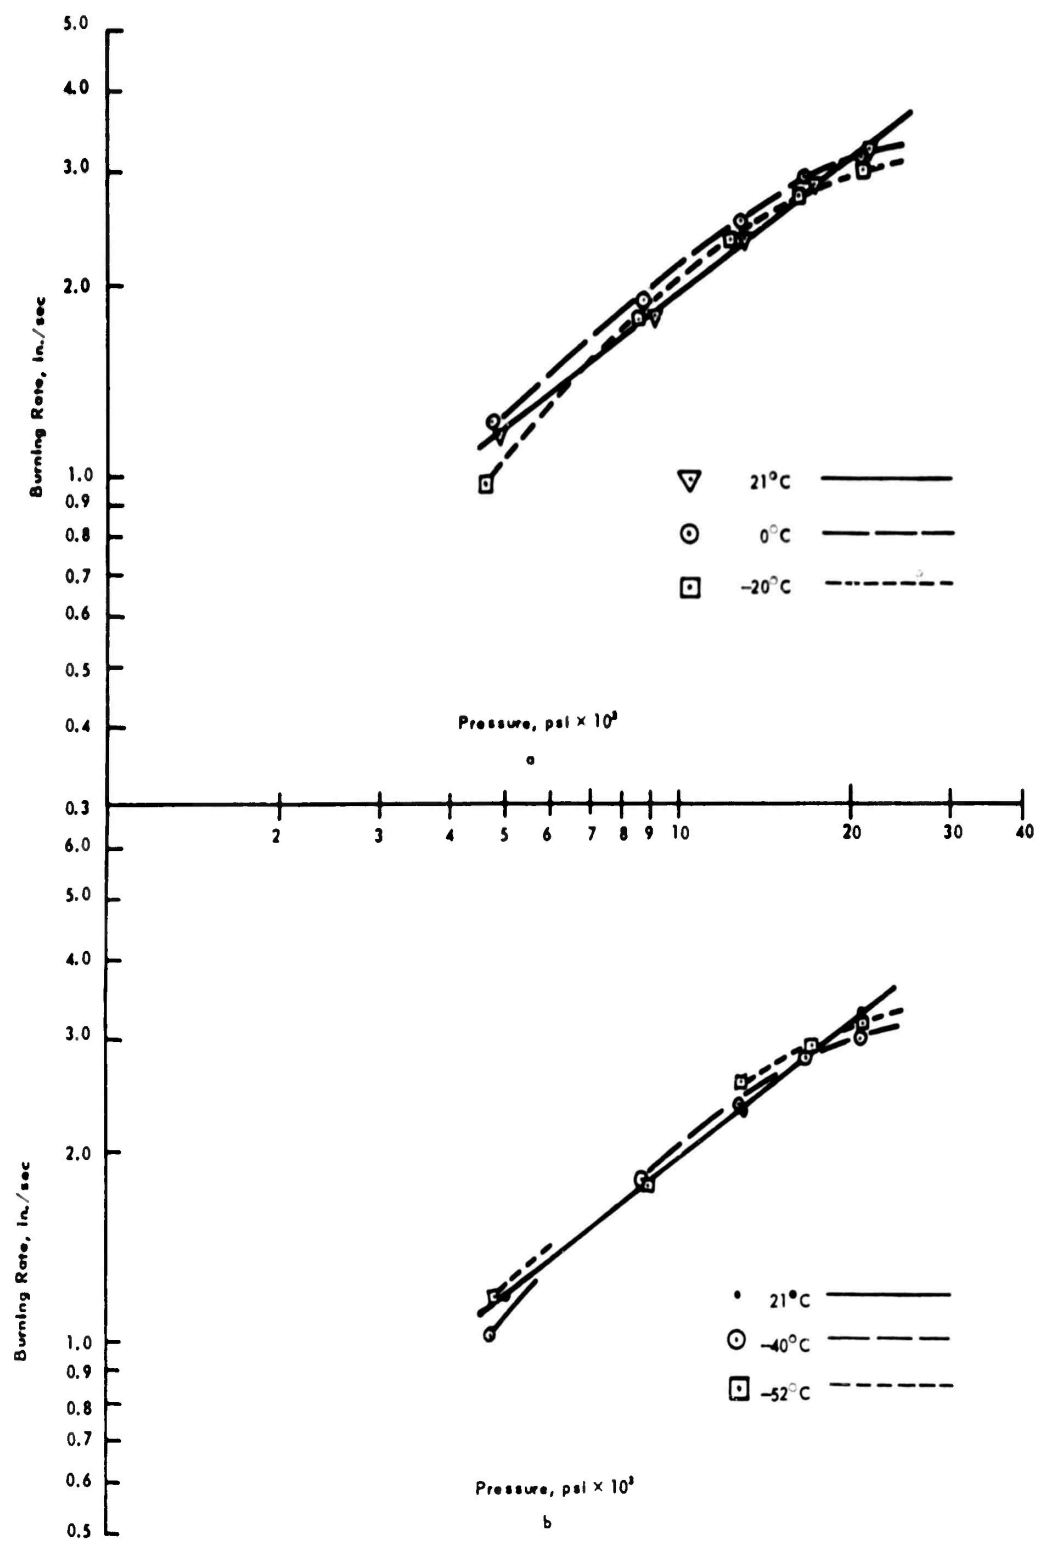 5.0
4.0
3.0
2.0
1.0
0.9
0.8
0.7
0.6
0.5
0.4
0.3
Burning Rate, in./sec
21°C
0°C
-20°C
Pressure, psi × 10³
a
2 3 4 5 6 7 8 9 10 20 30 40
6.0
5.0
4.0
3.0
2.0
1.0
0.9
0.8
0.7
0.6
0.5
Burning Rate, in./sec
21°C
-40°C
-52°C
Pressure, psi × 10³
b